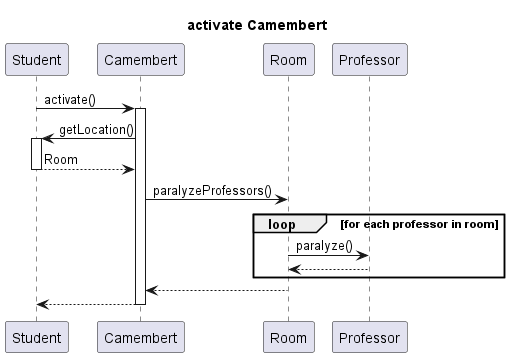 activate Camembert
Student Camembert Room Professor
activate()
getLocation()
Room
paralyzeProfessors()
loop [for each professor in room]
paralyze()
Student Camembert Room Professor